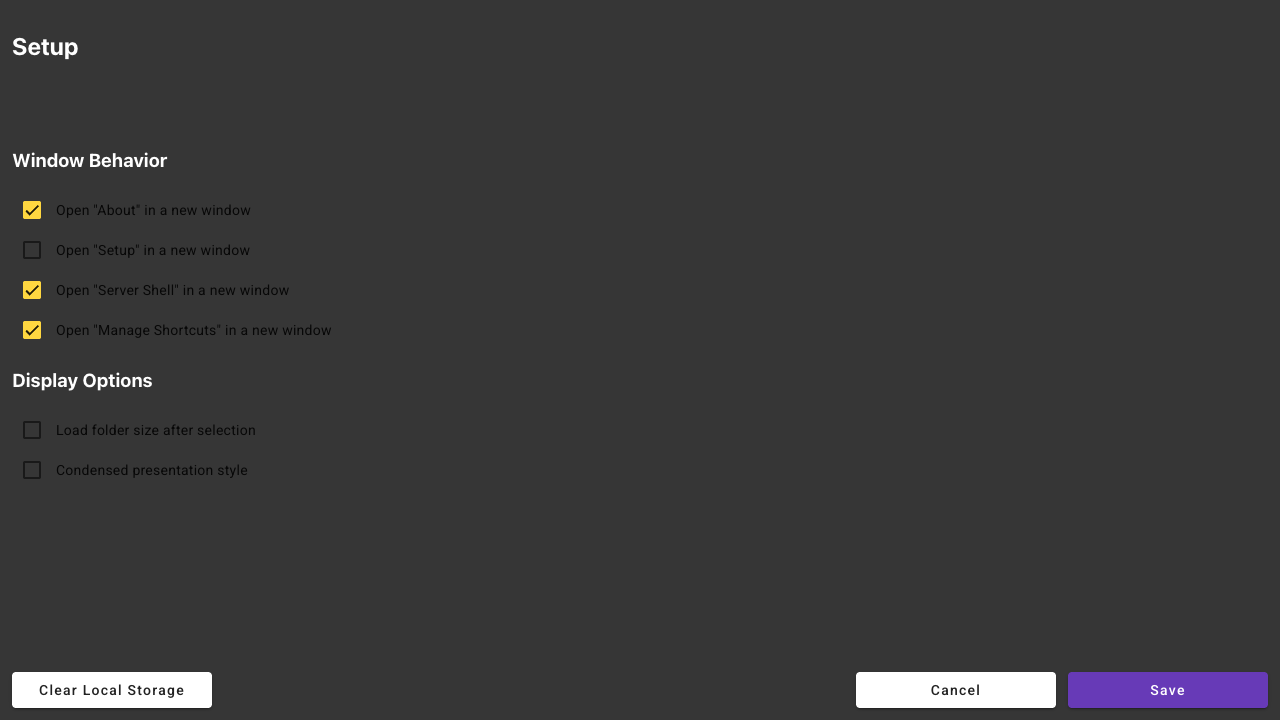 Setup
Window Behavior
Open "About" in a new window
Open "Setup" in a new window
Open "Server Shell" in a new window
Open "Manage Shortcuts" in a new window
Display Options
Load folder size after selection
Condensed presentation style
Clear Local Storage
Cancel
Save